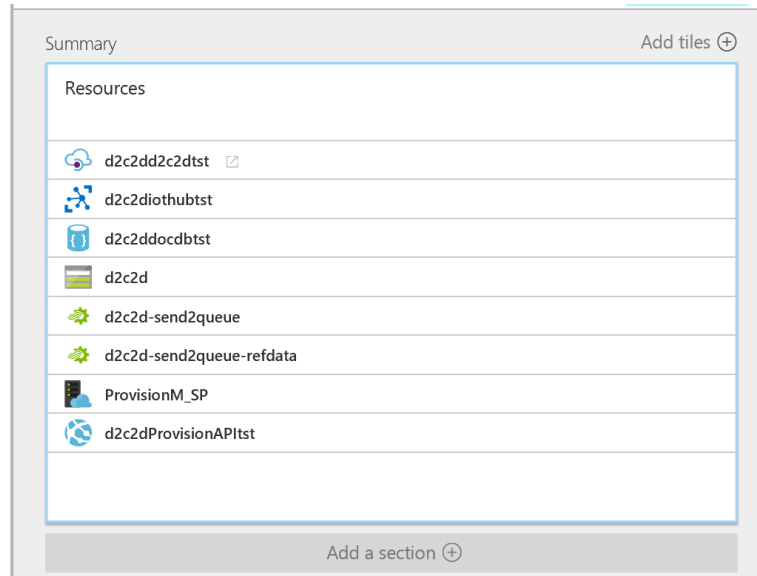 Summary
Add tiles
Resources
d2c2dd2c2dtst
d2c2diothubtst
d2c2ddocdbtst
d2c2d
d2c2d-send2queue
d2c2d-send2queue-refdata
ProvisionM_SP
d2c2dProvisionAPItst
Add a section